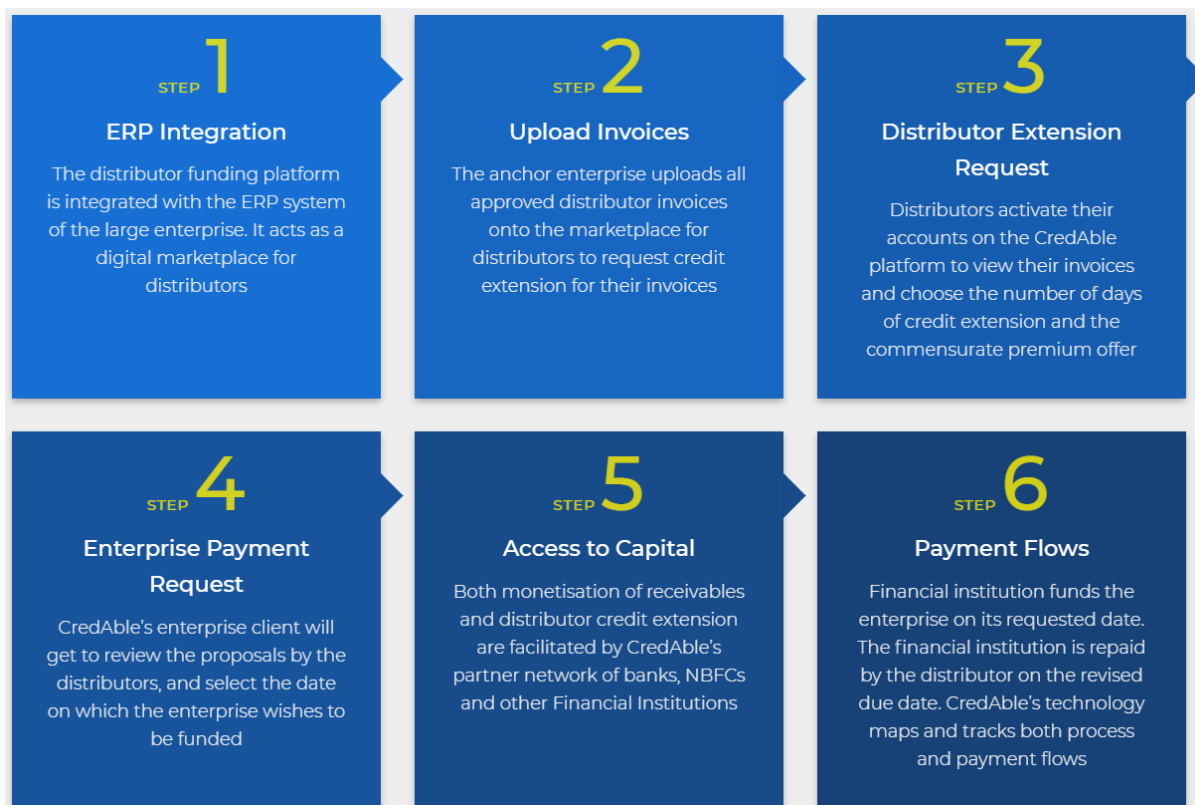 STEP 1
ERP Integration
The distributor funding platform
is integrated with the ERP system
of the large enterprise. It acts as a
digital marketplace for
distributors
STEP 2
Upload Invoices
The anchor enterprise uploads all
approved distributor invoices
onto the marketplace for
distributors to request credit
extension for their invoices
STEP 3
Distributor Extension
Request
Distributors activate their
accounts on the CredAble
platform to view their invoices
and choose the number of days
of credit extension and the
commensurate premium offer
STEP 4
Enterprise Payment
Request
CredAble's enterprise client will
get to review the proposals by the
distributors, and select the date
on which the enterprise wishes to
be funded
STEP 5
Access to Capital
Both monetisation of receivables
and distributor credit extension
are facilitated by CredAble's
partner network of banks, NBFCs
and other Financial Institutions
STEP 6
Payment Flows
Financial institution funds the
enterprise on its requested date.
The financial institution is repaid
by the distributor on the revised
due date. CredAble's technology
maps and tracks both process
and payment flows